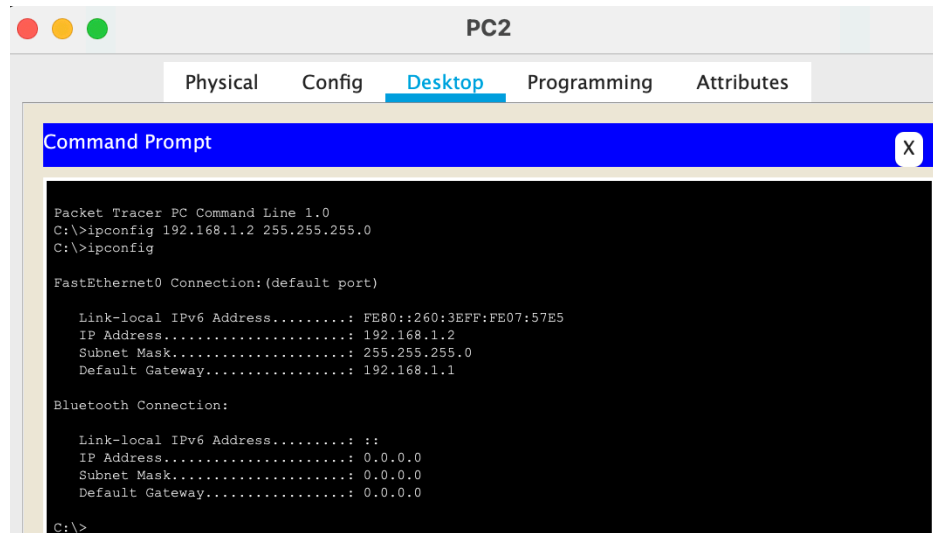 PC2
Physical Config Desktop Programming Attributes
Command Prompt
X
Packet Tracer PC Command Line 1.0
C:\>ipconfig 192.168.1.2 255.255.255.0
C:\>ipconfig
FastEthernet0 Connection:(default port)
Link-local IPv6 Address.........: FE80::260:3EFF:FE07:57E5
IP Address......................: 192.168.1.2
Subnet Mask.....................: 255.255.255.0
Default Gateway.................: 192.168.1.1
Bluetooth Connection:
Link-local IPv6 Address.........: ::
IP Address......................: 0.0.0.0
Subnet Mask.....................: 0.0.0.0
Default Gateway.................: 0.0.0.0
C:\>